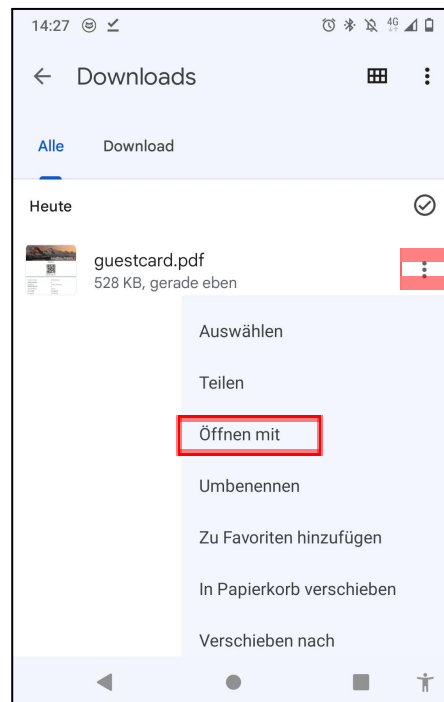 14:27 4G
Downloads
Alle Download
Heute
guestcard.pdf
528 KB, gerade eben
Auswählen
Teilen
Öffnen mit
Umbenennen
Zu Favoriten hinzufügen
In Papierkorb verschieben
Verschieben nach